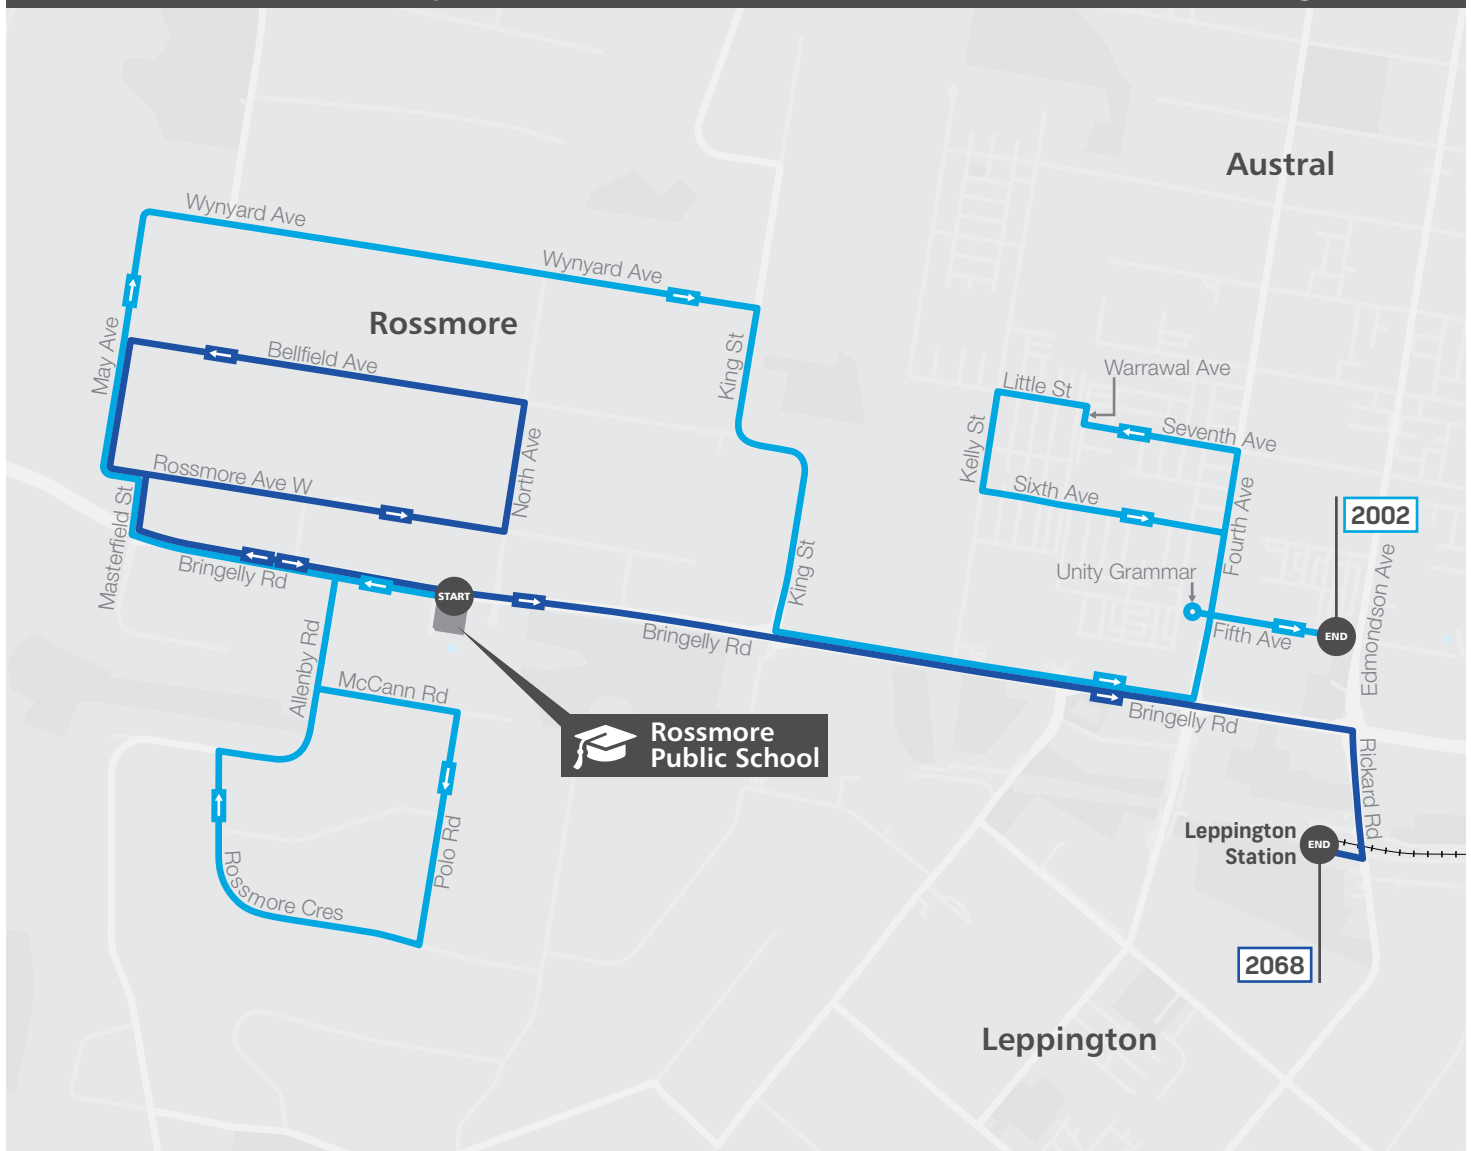 Austral
Wynyard Ave
Wynyard Ave
Rossmore
May Ave
Bellfield Ave
King St
Warrawal Ave
Little St
Seventh Ave
Kelly St
North Ave
Rossmore Ave W
Sixth Ave
Fourth Ave
2002
Masterfield St
Bringelly Rd
START
King St
Unity Grammar
Fifth Ave
END
Edmondson Ave
Bringelly Rd
Allenby Rd
McCann Rd
Rossmore
Public School
Bringelly Rd
Rickard Rd
Leppington
Station
END
Polo Rd
Rossmore Cres
2068
Leppington